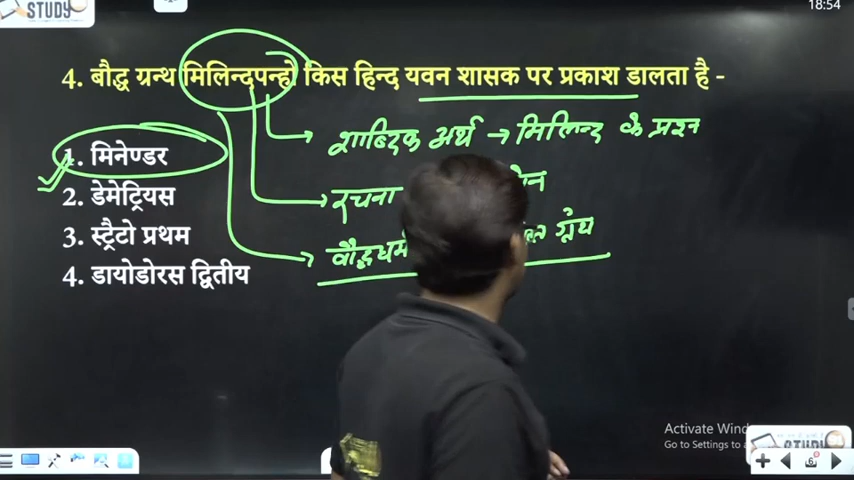 STUDY
18:54
4. बौद्ध ग्रन्थ मिलिन्दपन्हो किस हिन्द यवन शासक पर प्रकाश डालता है -
शाब्दिक अर्थ → मिलिन्द के प्रश्न
1. मिनेण्डर
2. डेमेट्रियस
रचना
3. स्ट्रैटो प्रथम
बौद्धधर्म ग्रंथ
4. डायोडोरस द्वितीय
Activate Wind
Go to Settings to a
STUDY